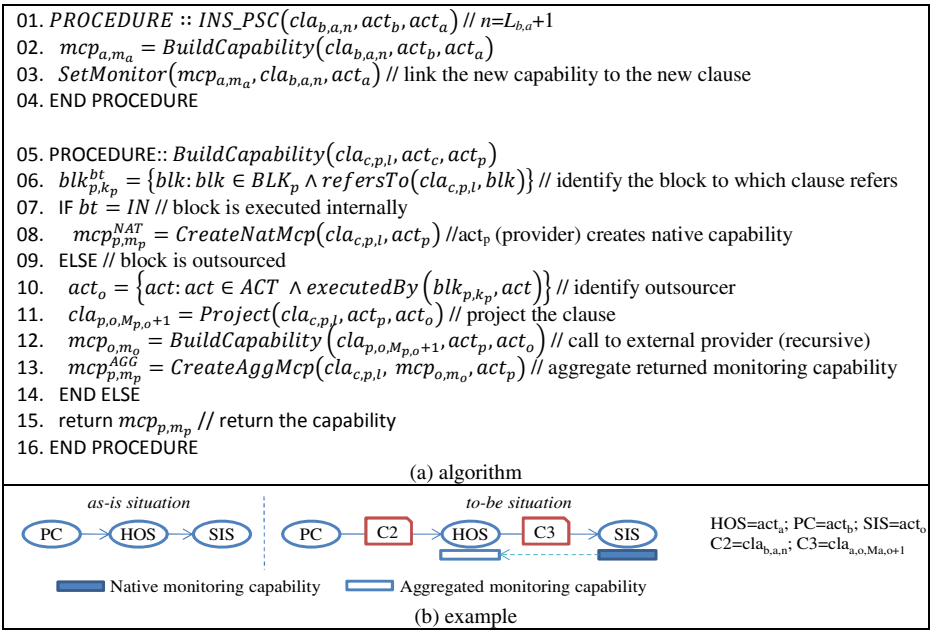 01. PROCEDURE :: INS_PSC(cla_{b,a,n}, act_b, act_a) // n=L_{b,a}+1
02. mcp_{a,m_a} = BuildCapability(cla_{b,a,n}, act_b, act_a)
03. SetMonitor(mcp_{a,m_a}, cla_{b,a,n}, act_a) // link the new capability to the new clause
04. END PROCEDURE
05. PROCEDURE:: BuildCapability(cla_{c,p,l}, act_c, act_p)
06. blk^{bt}_{p,k_p} = {blk: blk ∈ BLK_p ∧ refersTo(cla_{c,p,l}, blk)} // identify the block to which clause refers
07. IF bt = IN // block is executed internally
08. mcp^{NAT}_{p,m_p} = CreateNatMcp(cla_{c,p,l}, act_p) //act_p (provider) creates native capability
09. ELSE // block is outsourced
10. act_o = {act: act ∈ ACT ∧ executedBy(blk_{p,k_p}, act)} // identify outsourcer
11. cla_{p,o,M_{p,o}+1} = Project(cla_{c,p,l}, act_p, act_o) // project the clause
12. mcp_{o,m_o} = BuildCapability(cla_{p,o,M_{p,o}+1}, act_p, act_o) // call to external provider (recursive)
13. mcp^{AGG}_{p,m_p} = CreateAggMcp(cla_{c,p,l}, mcp_{o,m_o}, act_p) // aggregate returned monitoring capability
14. END ELSE
15. return mcp_{p,m_p} // return the capability
16. END PROCEDURE
(a) algorithm
as-is situation
to-be situation
PC HOS SIS
PC C2 HOS C3 SIS
HOS=act_a; PC=act_b; SIS=act_o
C2=cla_{b,a,n}; C3=cla_{a,o,Ma,o+1}
Native monitoring capability
Aggregated monitoring capability
(b) example